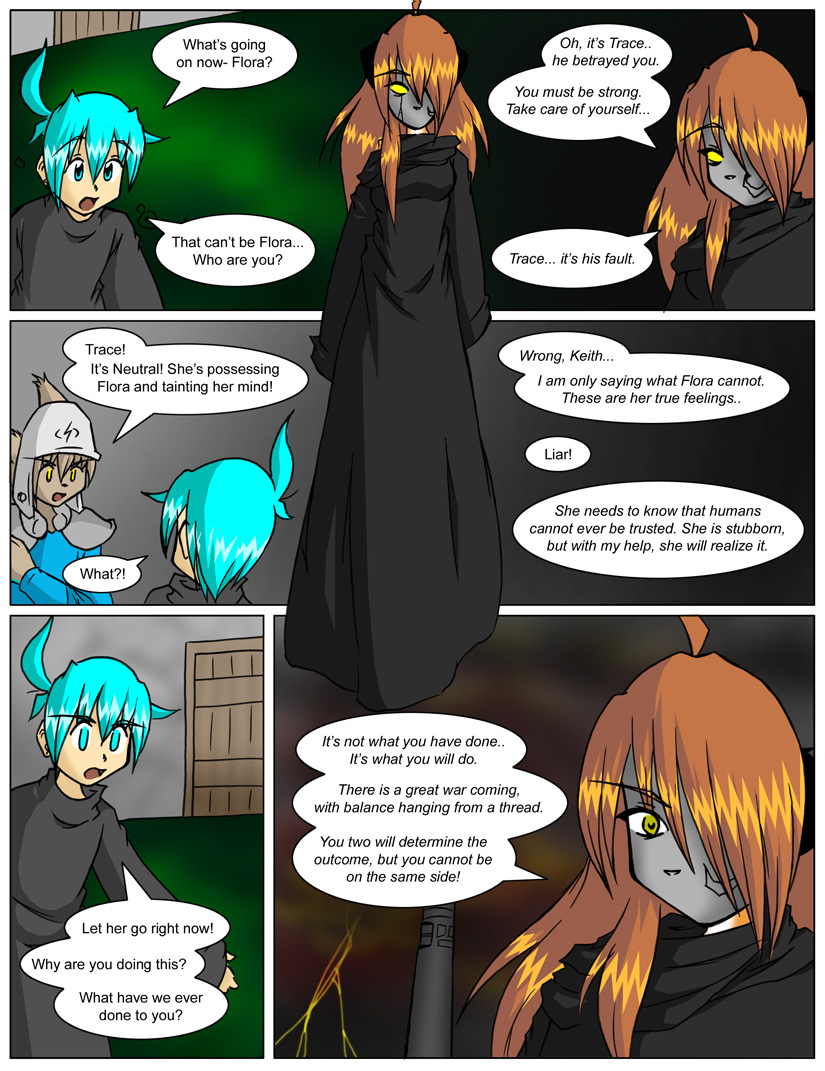 What's going
on now- Flora?
Oh, it's Trace..
he betrayed you.
You must be strong.
Take care of yourself...
That can't be Flora...
Who are you?
Trace... it's his fault.
Trace!
It's Neutral! She's possessing
Flora and tainting her mind!
What?!
Wrong, Keith...
I am only saying what Flora cannot.
These are her true feelings..
Liar!
She needs to know that humans
cannot ever be trusted. She is stubborn,
but with my help, she will realize it.
Let her go right now!
Why are you doing this?
What have we ever
done to you?
It's not what you have done..
It's what you will do.
There is a great war coming,
with balance hanging from a thread.
You two will determine the
outcome, but you cannot be
on the same side!